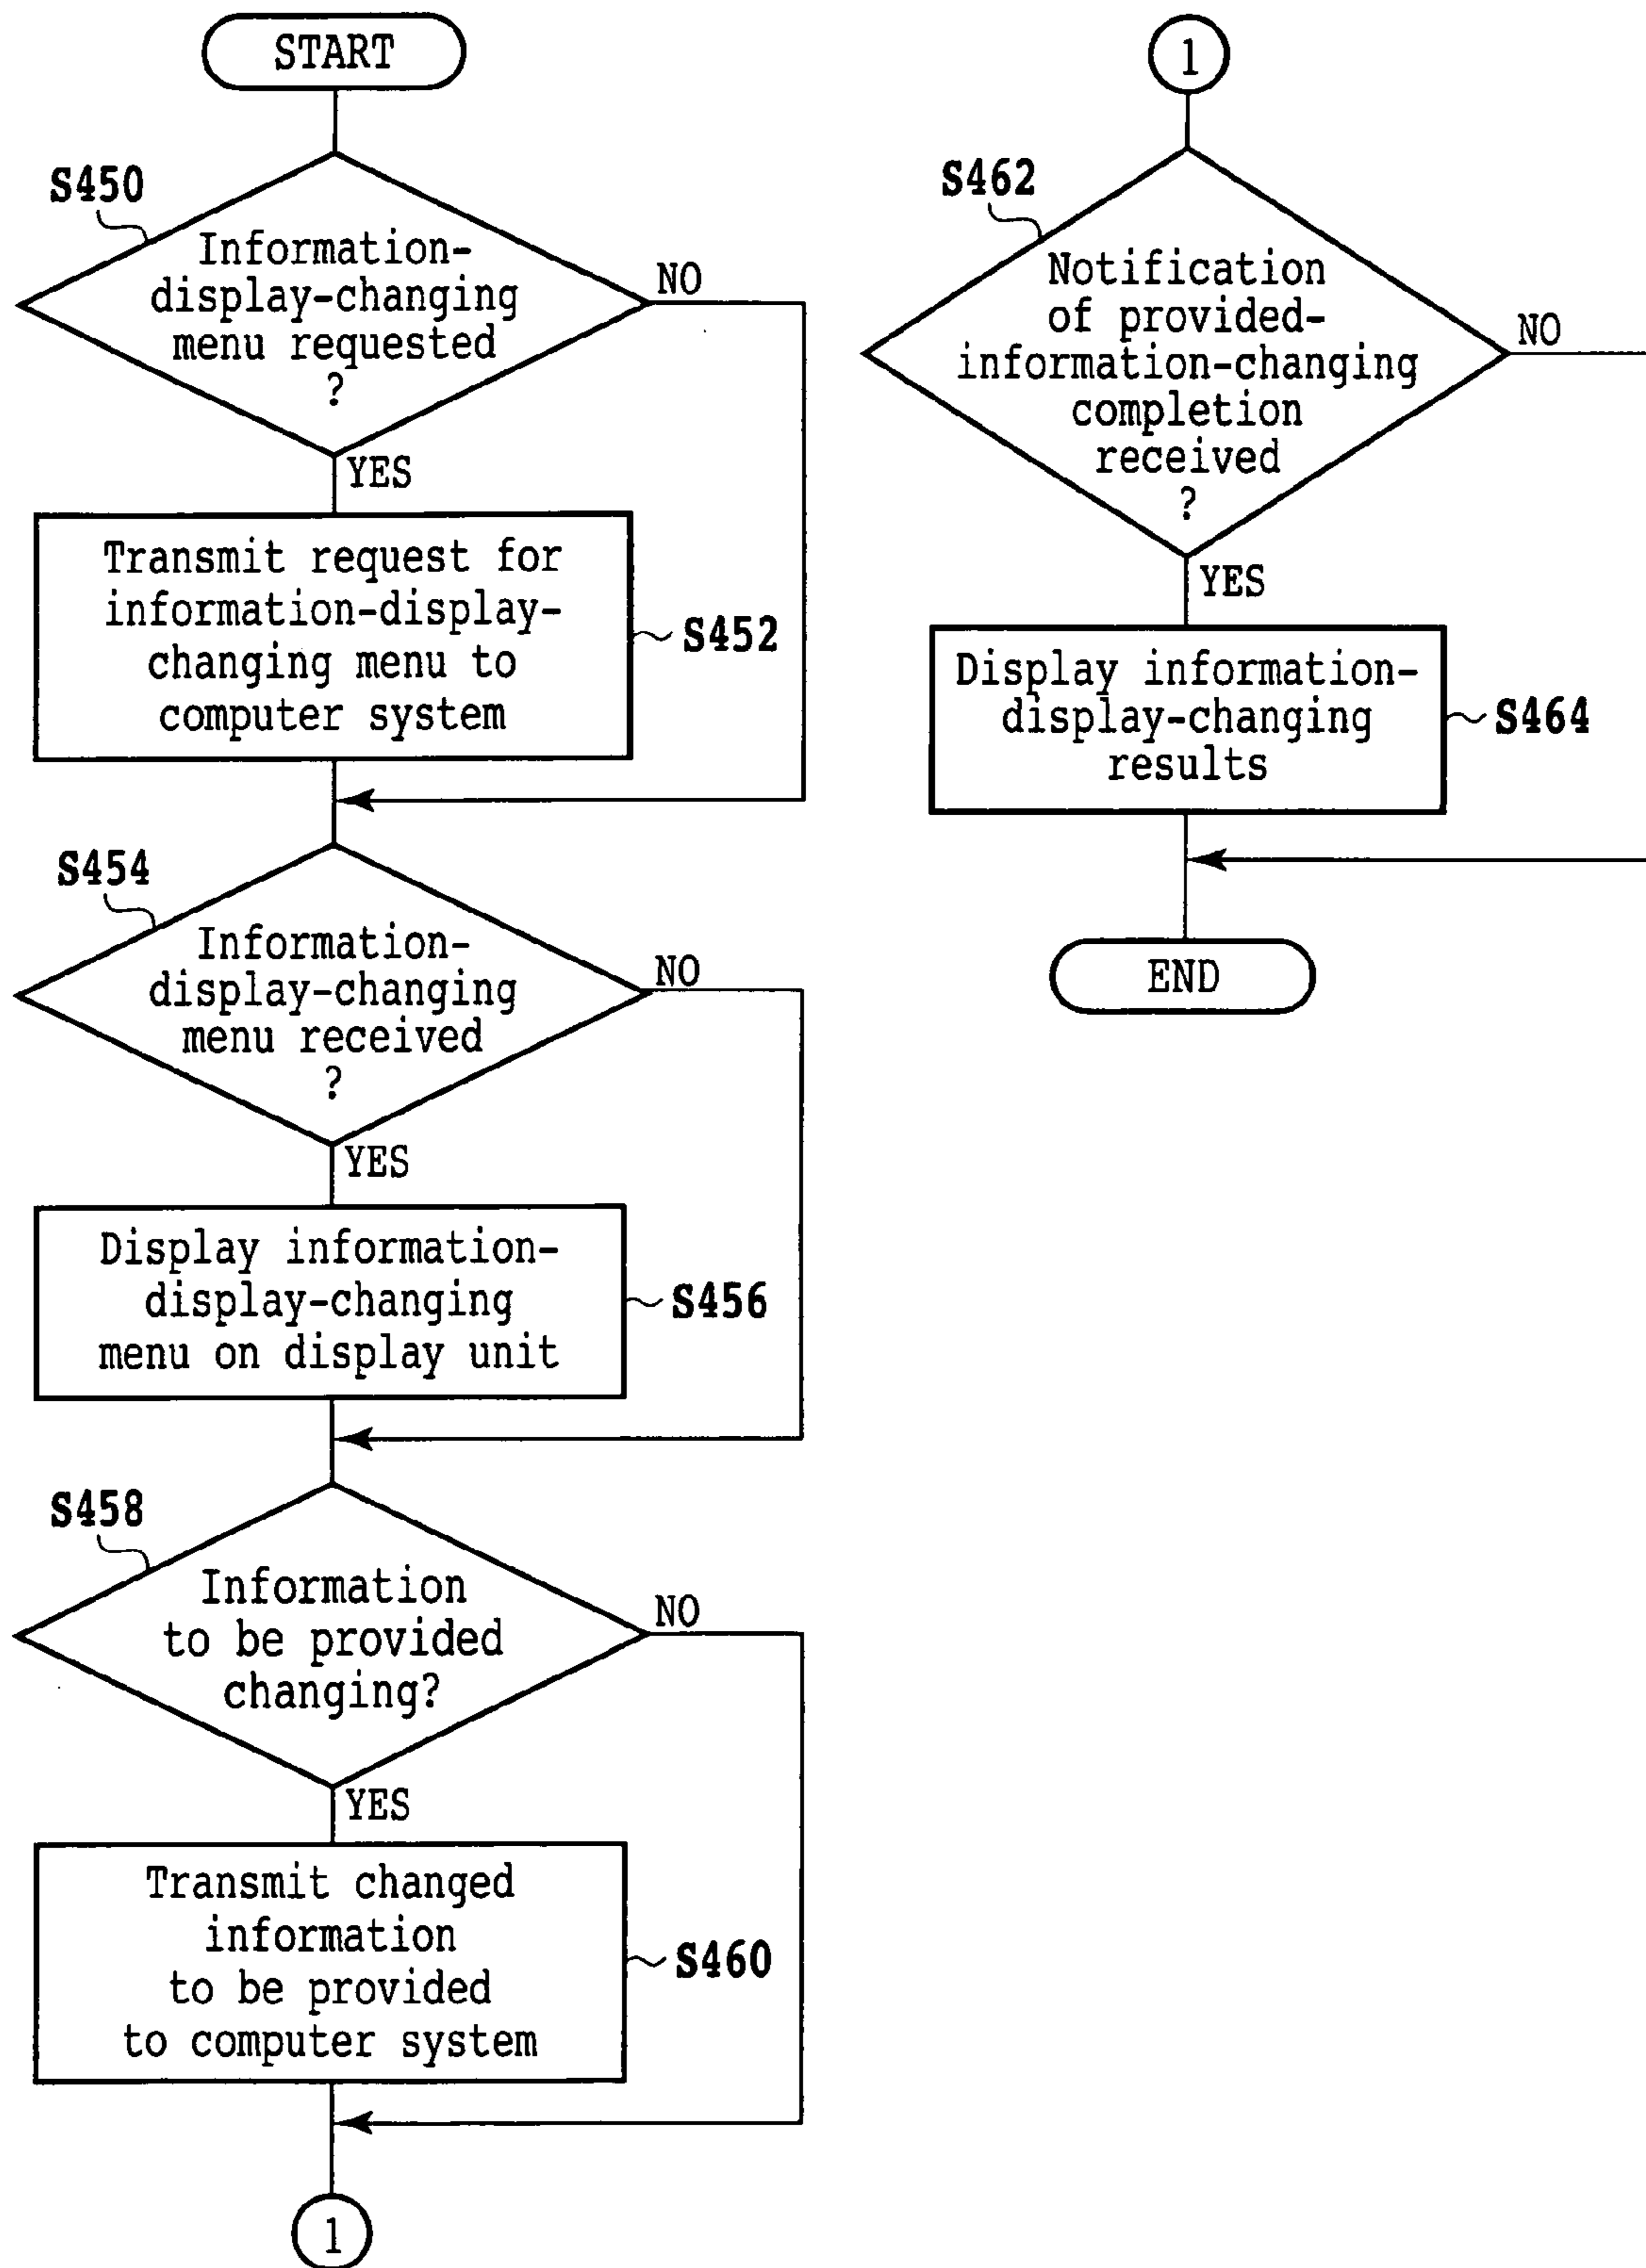 START
S450
Information-
display-changing
menu requested
?
NO
YES
Transmit request for
information-display-
changing menu to
computer system
S452
S454
Information-
display-changing
menu received
?
NO
YES
Display information-
display-changing
menu on display unit
S456
S458
Information
to be provided
changing?
NO
YES
Transmit changed
information
to be provided
to computer system
S460
1
1
S462
Notification
of provided-
information-changing
completion
received
?
NO
YES
Display information-
display-changing
results
S464
END